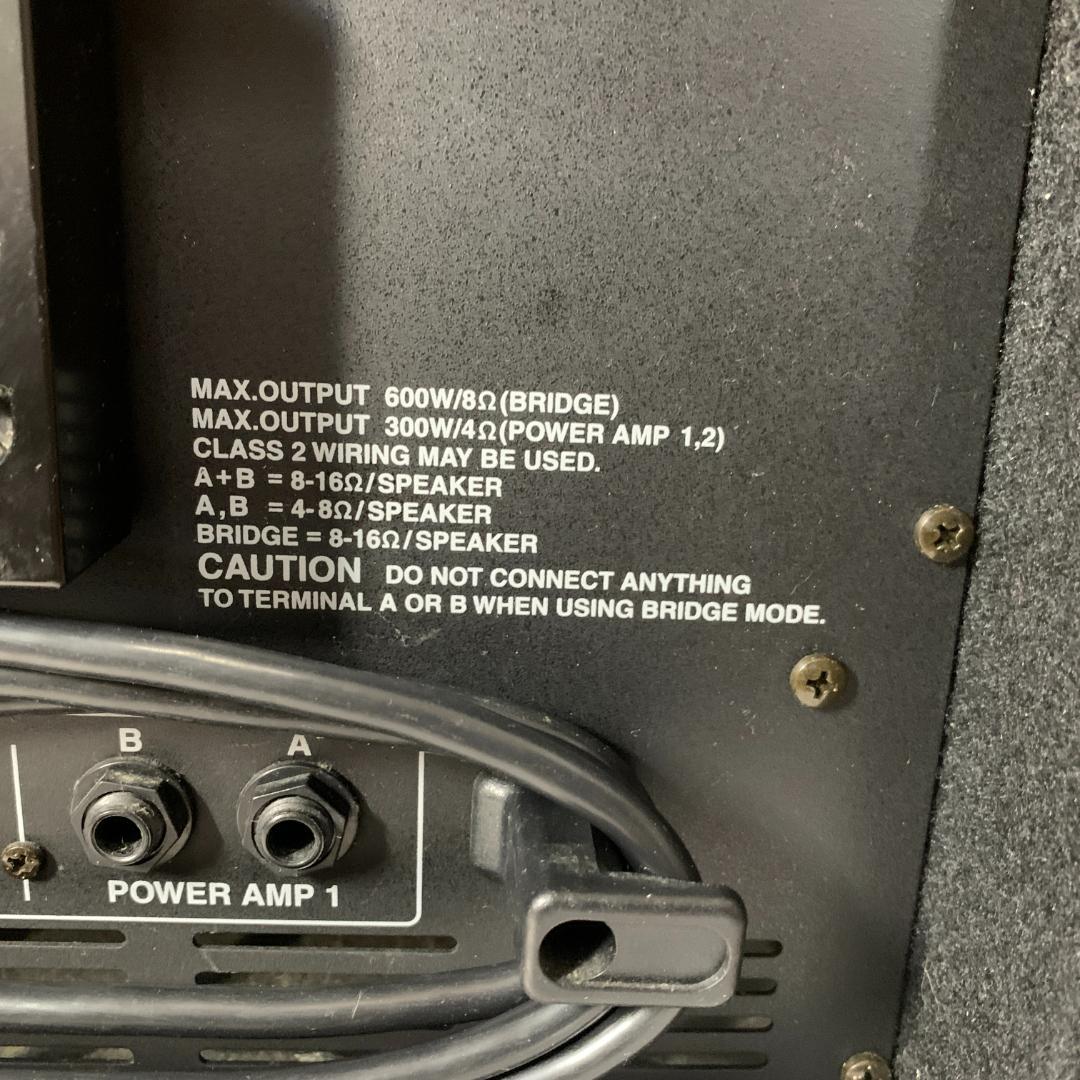 MAX.OUTPUT 600W/8Ω(BRIDGE)
MAX.OUTPUT 300W/4Ω(POWER AMP 1,2)
CLASS 2 WIRING MAY BE USED.
A+B = 8-16Ω/SPEAKER
A,B = 4-8Ω/SPEAKER
BRIDGE = 8-16Ω/SPEAKER
CAUTION DO NOT CONNECT ANYTHING
TO TERMINAL A OR B WHEN USING BRIDGE MODE.
B A
POWER AMP 1